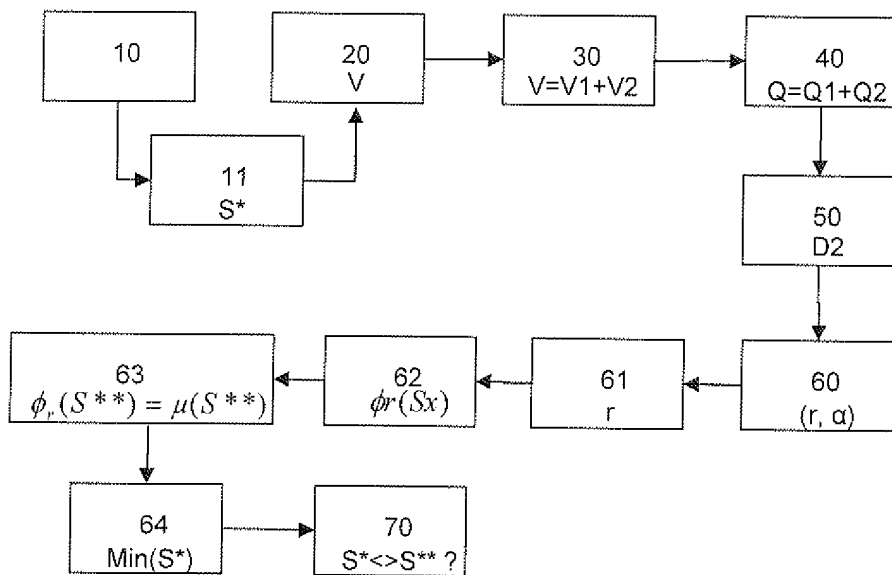 10
11
S*
20
V
30
V=V1+V2
40
Q=Q1+Q2
50
D2
60
(r, α)
61
r
62
ϕr(Sx)
63
ϕᵣ(S**) = μ(S**)
64
Min(S*)
70
S*<>S** ?